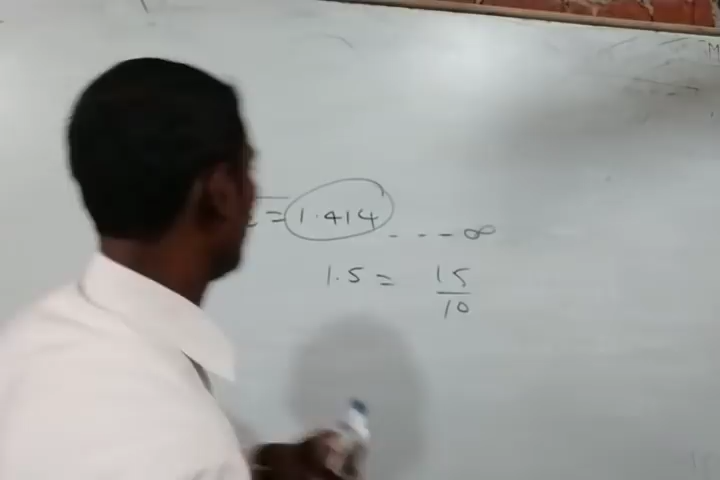 = 1.414 - - - ∞
1.5 = 15/10